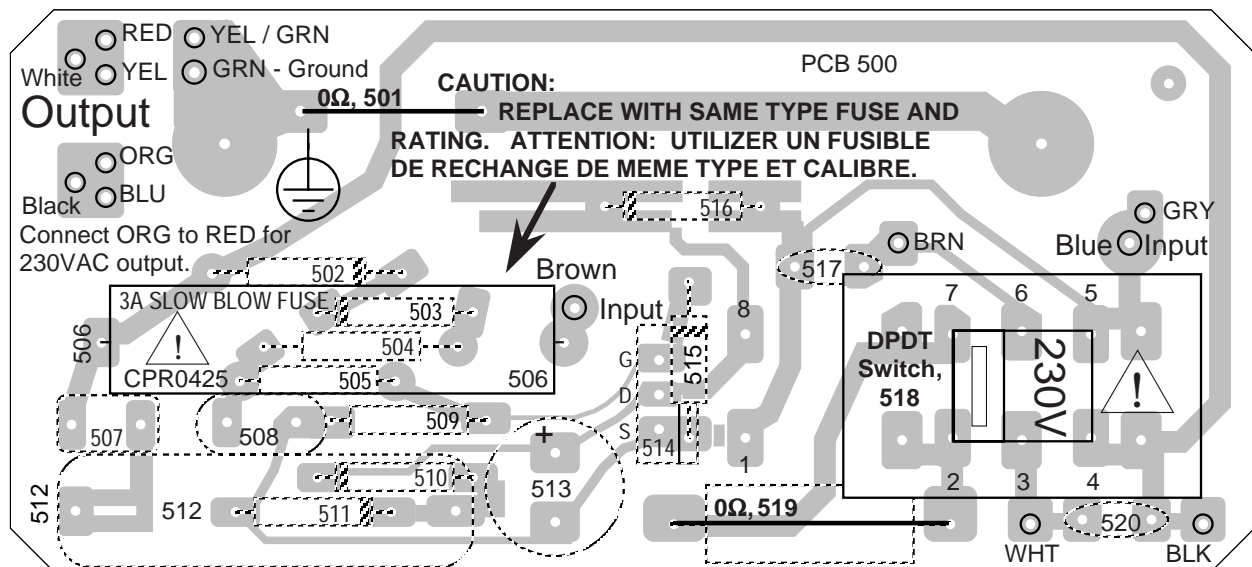 RED
YEL / GRN
White
YEL
GRN - Ground
PCB 500
Output
0Ω, 501
CAUTION:
REPLACE WITH SAME TYPE FUSE AND
RATING. ATTENTION: UTILIZER UN FUSIBLE
DE RECHANGE DE MEME TYPE ET CALIBRE.
ORG
BLU
Black
Connect ORG to RED for
230VAC output.
516
GRY
BRN
Blue
Input
502
Brown
Input
517
3A SLOW BLOW FUSE
503
506
!
504
CPR0425
505
506
8
G
D
S
515
514
1
7
6
5
DPDT
Switch,
518
230V
!
2
3
4
507
508
509
+
510
513
512
512
511
0Ω, 519
520
WHT
BLK